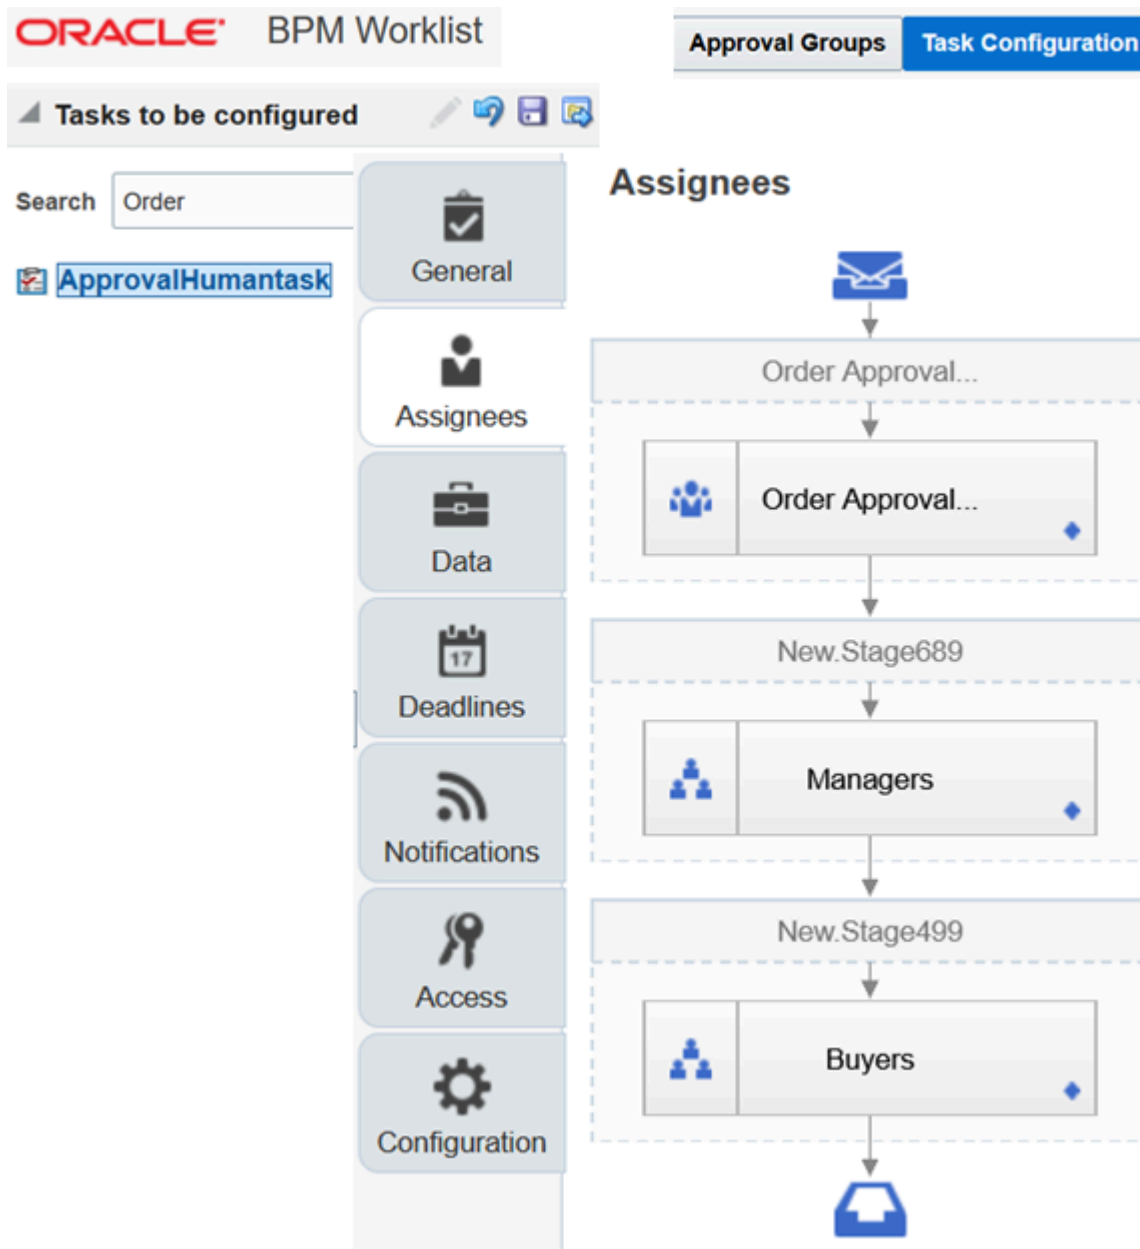 ORACLE® BPM Worklist
Approval Groups Task Configuration
Tasks to be configured
Search Order
ApprovalHumantask
General
Assignees
Data
17
Deadlines
Notifications
Access
Configuration
Assignees
Order Approval...
Order Approval...
New.Stage689
Managers
New.Stage499
Buyers